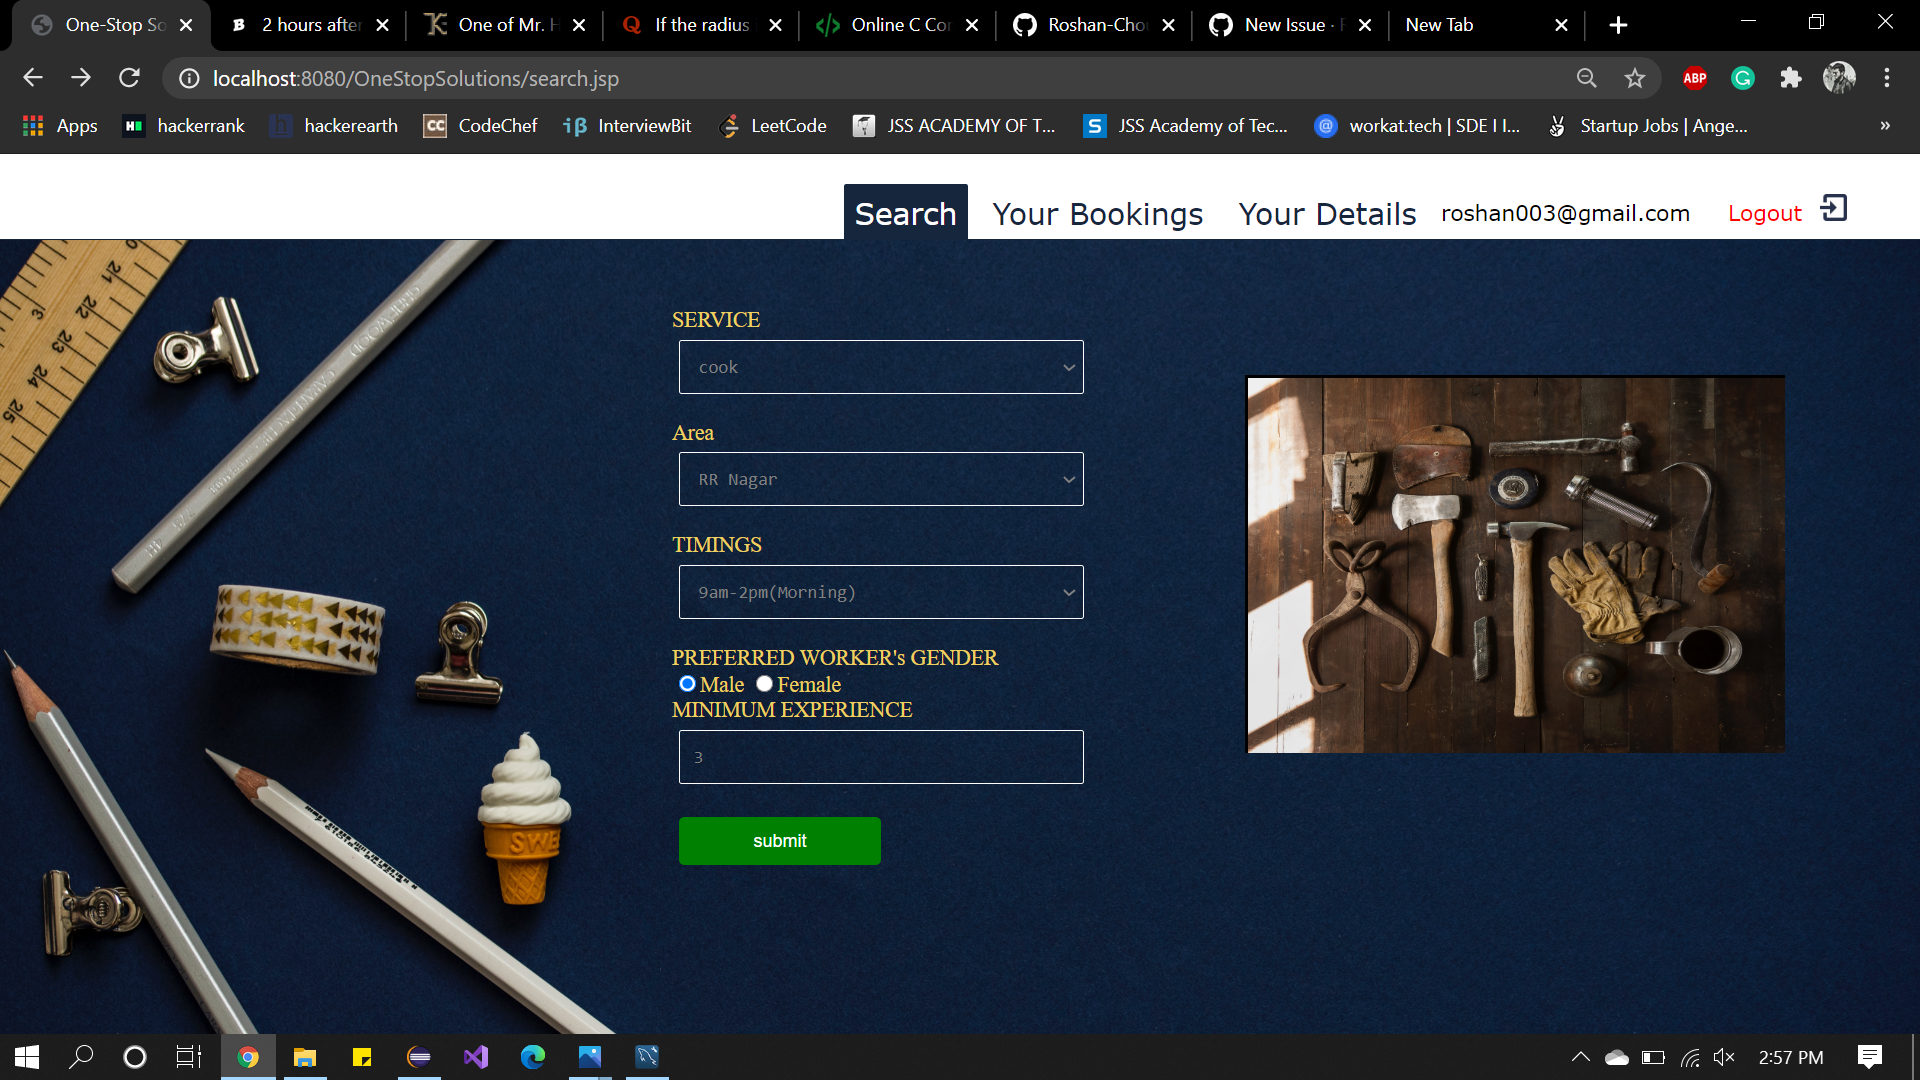 One-Stop So
2 hours after
One of Mr. H
If the radius
Online C Con
Roshan-Chou
New Issue · R
New Tab
localhost:8080/OneStopSolutions/search.jsp
ABP
Apps
hackerrank
hackerearth
CodeChef
InterviewBit
LeetCode
JSS ACADEMY OF T...
JSS Academy of Tec...
workat.tech | SDE I I...
Startup Jobs | Ange...
»
Search
Your Bookings
Your Details
roshan003@gmail.com
Logout
SERVICE
cook
Area
RR Nagar
TIMINGS
9am-2pm(Morning)
PREFERRED WORKER's GENDER
Male Female
MINIMUM EXPERIENCE
3
submit
SWE
2:57 PM